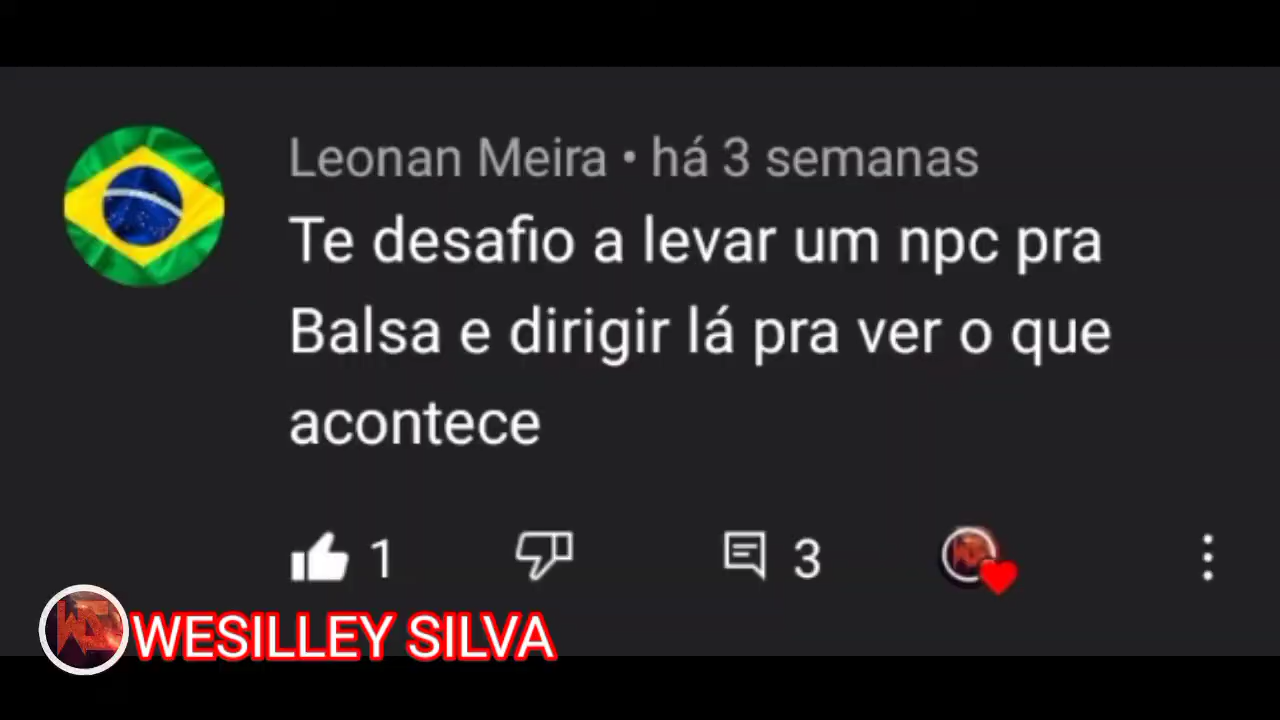 Leonan Meira • há 3 semanas
Te desafio a levar um npc pra
Balsa e dirigir lá pra ver o que
acontece
1 3
WESILLEY SILVA